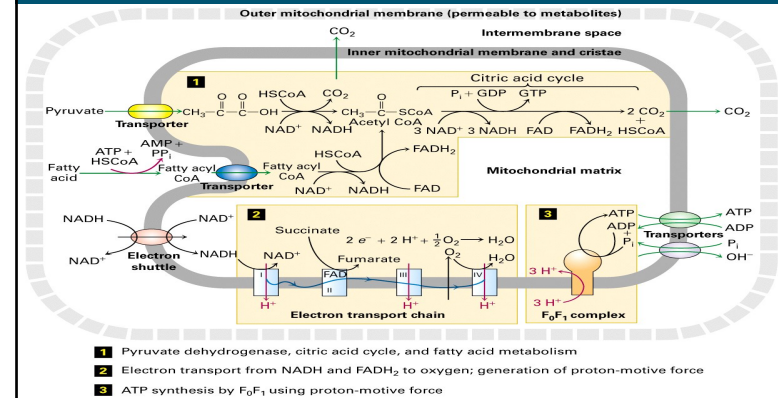 Outer mitochondrial membrane (permeable to metabolites)
CO₂
Intermembrane space
Inner mitochondrial membrane and cristae
1
Citric acid cycle
HSCoA
CO₂
Pᵢ + GDP
GTP
O O
O
Pyruvate
CH₃—C—C—OH
CH₃—C—SCoA
2 CO₂
CO₂
Transporter
Acetyl CoA
+
NAD⁺
NADH
3 NAD⁺
3 NADH
FAD
FADH₂
HSCoA
AMP +
ATP +
PPᵢ
HSCoA
FADH₂
HSCoA
Fatty
acid
Fatty acyl
CoA
Fatty acyl
CoA
Mitochondrial matrix
Transporter
NAD⁺
NADH
FAD
2
3
ATP
ATP
NADH
NAD⁺
Succinate
ADP
ADP
2 e⁻ + 2 H⁺ + ½ O₂ → H₂O
+
Transporters
Pᵢ
Pᵢ
NAD⁺
Electron
shuttle
NADH
NAD⁺
Fumarate
O₂
H₂O
OH⁻
3 H⁺
I
FAD
II
III
IV
H⁺
H⁺
H⁺
3 H⁺
Electron transport chain
F₀F₁ complex
1 Pyruvate dehydrogenase, citric acid cycle, and fatty acid metabolism
2 Electron transport from NADH and FADH₂ to oxygen; generation of proton-motive force
3 ATP synthesis by F₀F₁ using proton-motive force